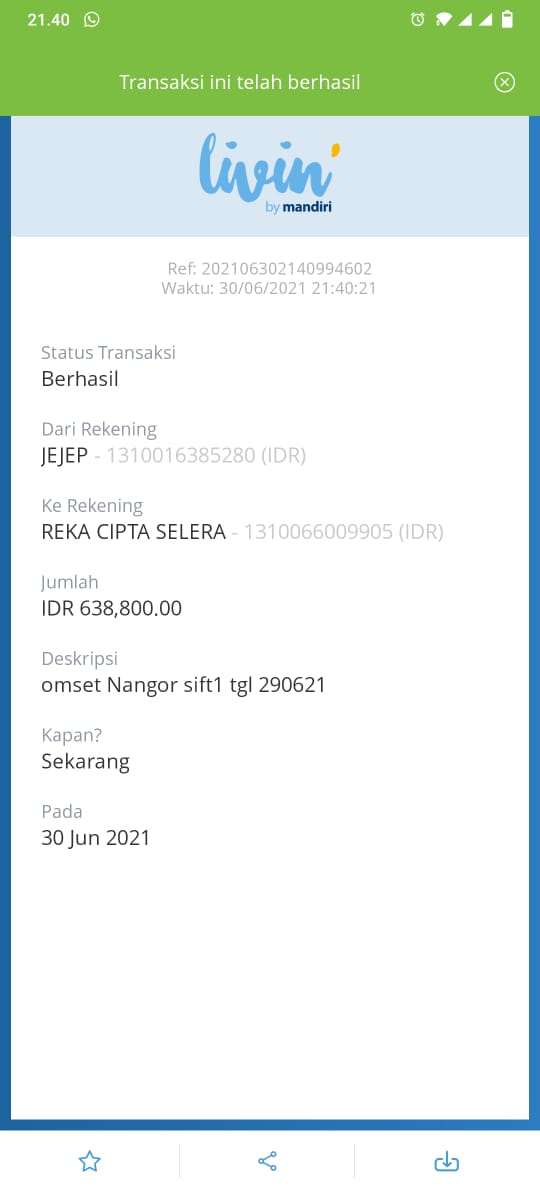 21.40
Transaksi ini telah berhasil
livin'
by mandiri
Ref: 202106302140994602
Waktu: 30/06/2021 21:40:21
Status Transaksi
Berhasil
Dari Rekening
JEJEP - 1310016385280 (IDR)
Ke Rekening
REKA CIPTA SELERA - 1310066009905 (IDR)
Jumlah
IDR 638,800.00
Deskripsi
omset Nangor sift1 tgl 290621
Kapan?
Sekarang
Pada
30 Jun 2021